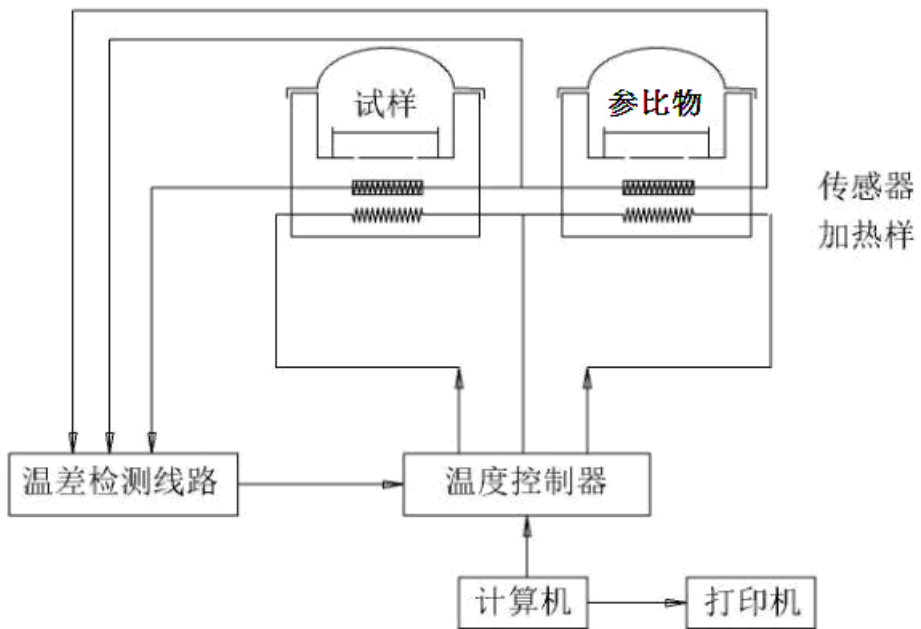 试样
参比物
传感器
加热样
温差检测线路
温度控制器
计算机
打印机